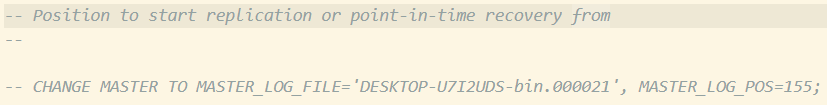 -- Position to start replication or point-in-time recovery from
--
-- CHANGE MASTER TO MASTER_LOG_FILE='DESKTOP-U7I2UDS-bin.000021', MASTER_LOG_POS=155;